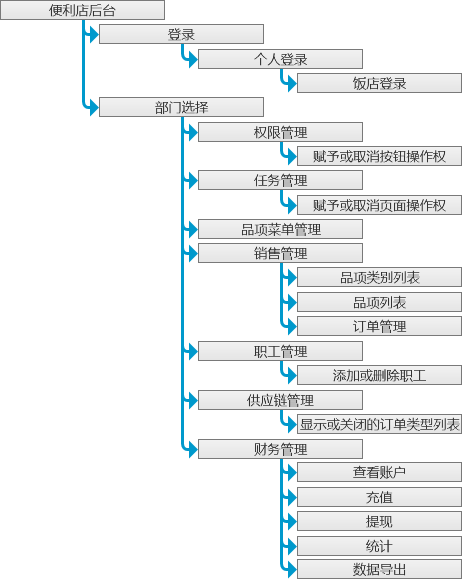 便利店后台
登录
个人登录
饭店登录
部门选择
权限管理
赋予或取消按钮操作权
任务管理
赋予或取消页面操作权
品项菜单管理
销售管理
品项类别列表
品项列表
订单管理
职工管理
添加或删除职工
供应链管理
显示或关闭的订单类型列表
财务管理
查看账户
充值
提现
统计
数据导出